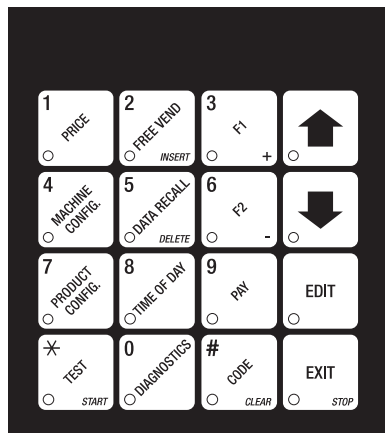 1 PRICE
2 FREE VEND INSERT
3 F1 +
4 MACHINE CONFIG.
5 DATA RECALL DELETE
6 F2 -
7 PRODUCT CONFIG.
8 TIME OF DAY
9 PAY
EDIT
* TEST START
0 DIAGNOSTICS
# CODE CLEAR
EXIT STOP